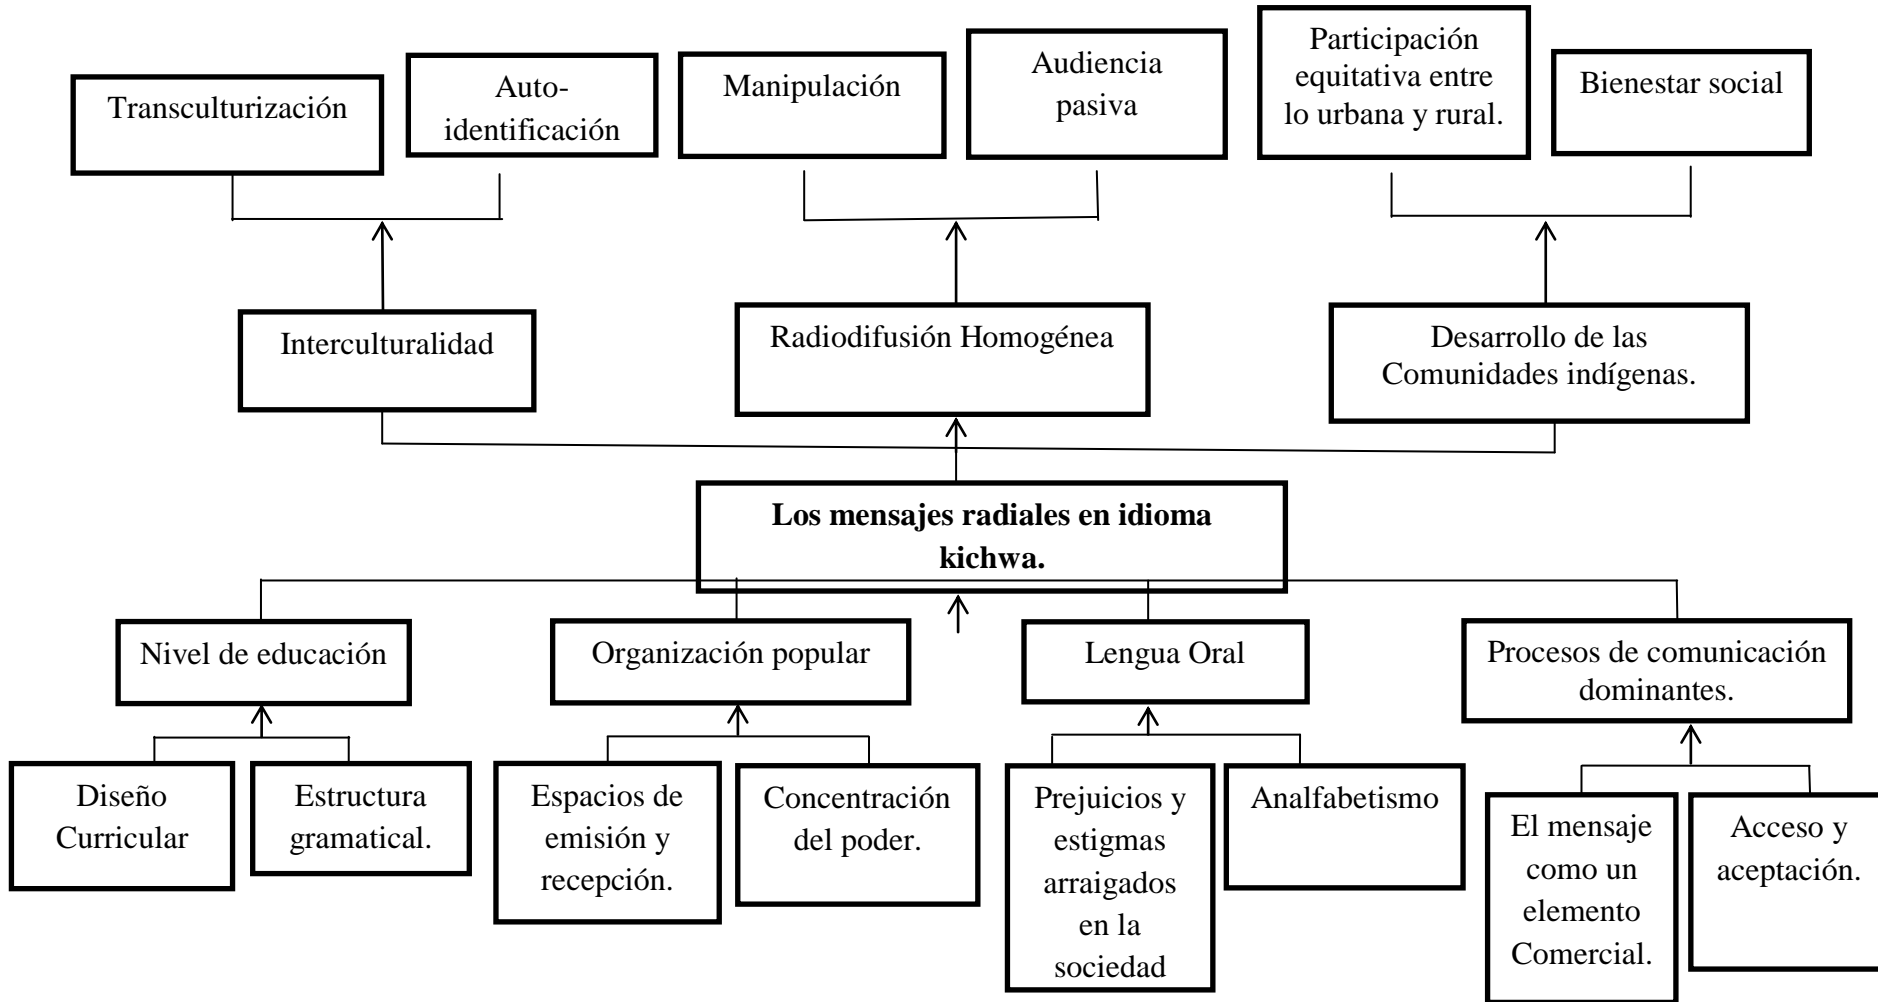 Transculturización
Auto-
identificación
Manipulación
Audiencia
pasiva
Participación
equitativa entre
lo urbana y rural.
Bienestar social
Interculturalidad
Radiodifusión Homogénea
Desarrollo de las
Comunidades indígenas.
Los mensajes radiales en idioma
kichwa.
Nivel de educación
Organización popular
Lengua Oral
Procesos de comunicación
dominantes.
Diseño
Curricular
Estructura
gramatical.
Espacios de
emisión y
recepción.
Concentración
del poder.
Prejuicios y
estigmas
arraigados
en la
sociedad
Analfabetismo
El mensaje
como un
elemento
Comercial.
Acceso y
aceptación.